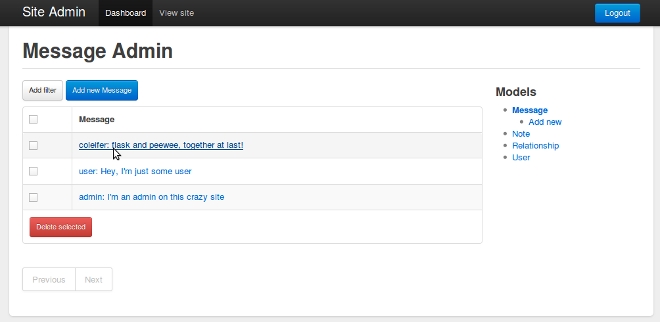 Site Admin Dashboard View site Logout
Message Admin
Add filter Add new Message
Message
coleifer: flask and peewee, together at last!
user: Hey, I'm just some user
admin: I'm an admin on this crazy site
Delete selected
Previous Next
Models
Message
Add new
Note
Relationship
User